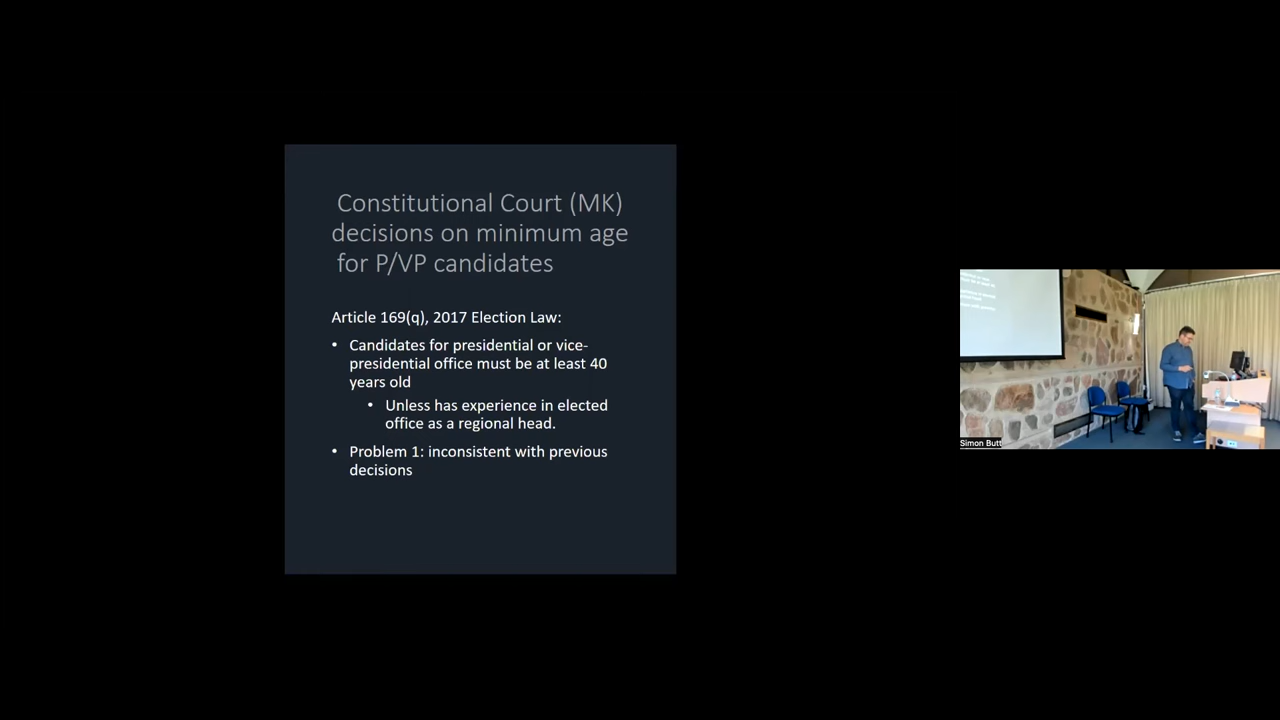 Constitutional Court (MK)
decisions on minimum age
for P/VP candidates
Article 169(q), 2017 Election Law:
• Candidates for presidential or vice-
presidential office must be at least 40
years old
• Unless has experience in elected
office as a regional head.
• Problem 1: inconsistent with previous
decisions
Simon Butt